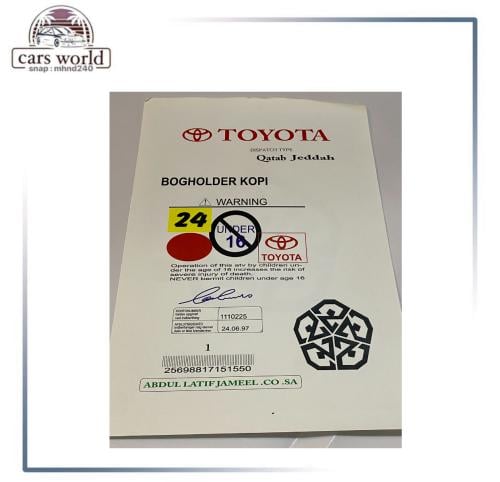 cars world
snap : mhnd240
TOYOTA
DISPATCH TYPE
Qatab Jeddah
BOGHOLDER KOPI
WARNING
24
UNDER
16
TOYOTA
Operation of this atv by children un-
der the age of 16 increases the risk of
severe injury of death.
NEVER bermit children under age 16
1110225
24.06.97
1
25698817151550
ABDUL LATIF JAMEEL .CO .SA